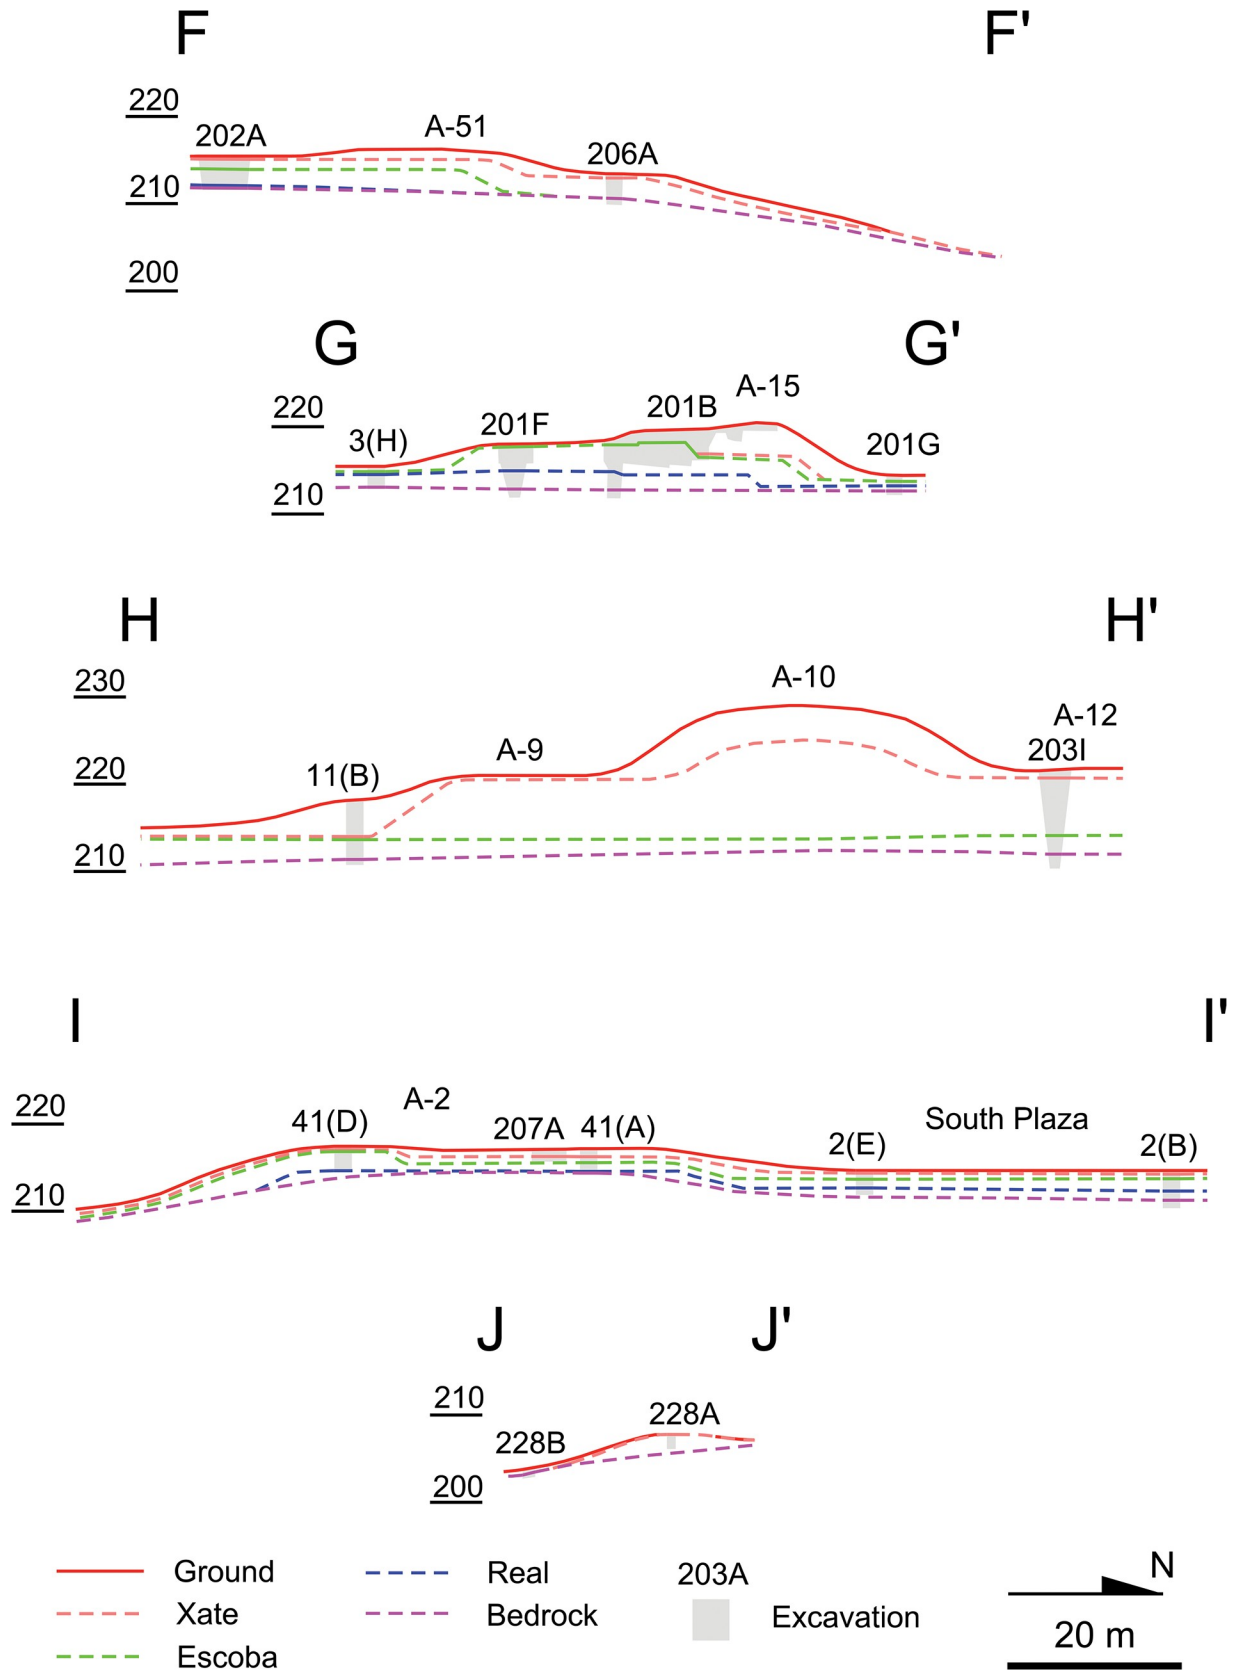 F F'
220
202A A-51 206A
210
200
G G'
220
3(H) 201F 201B A-15 201G
210
H H'
230
A-10
A-12
220
11(B) A-9 203I
210
I I'
220
41(D) A-2 207A 41(A) 2(E) South Plaza 2(B)
210
J J'
210
228B 228A
200
Ground Real 203A N
Xate Bedrock Excavation
Escoba 20 m